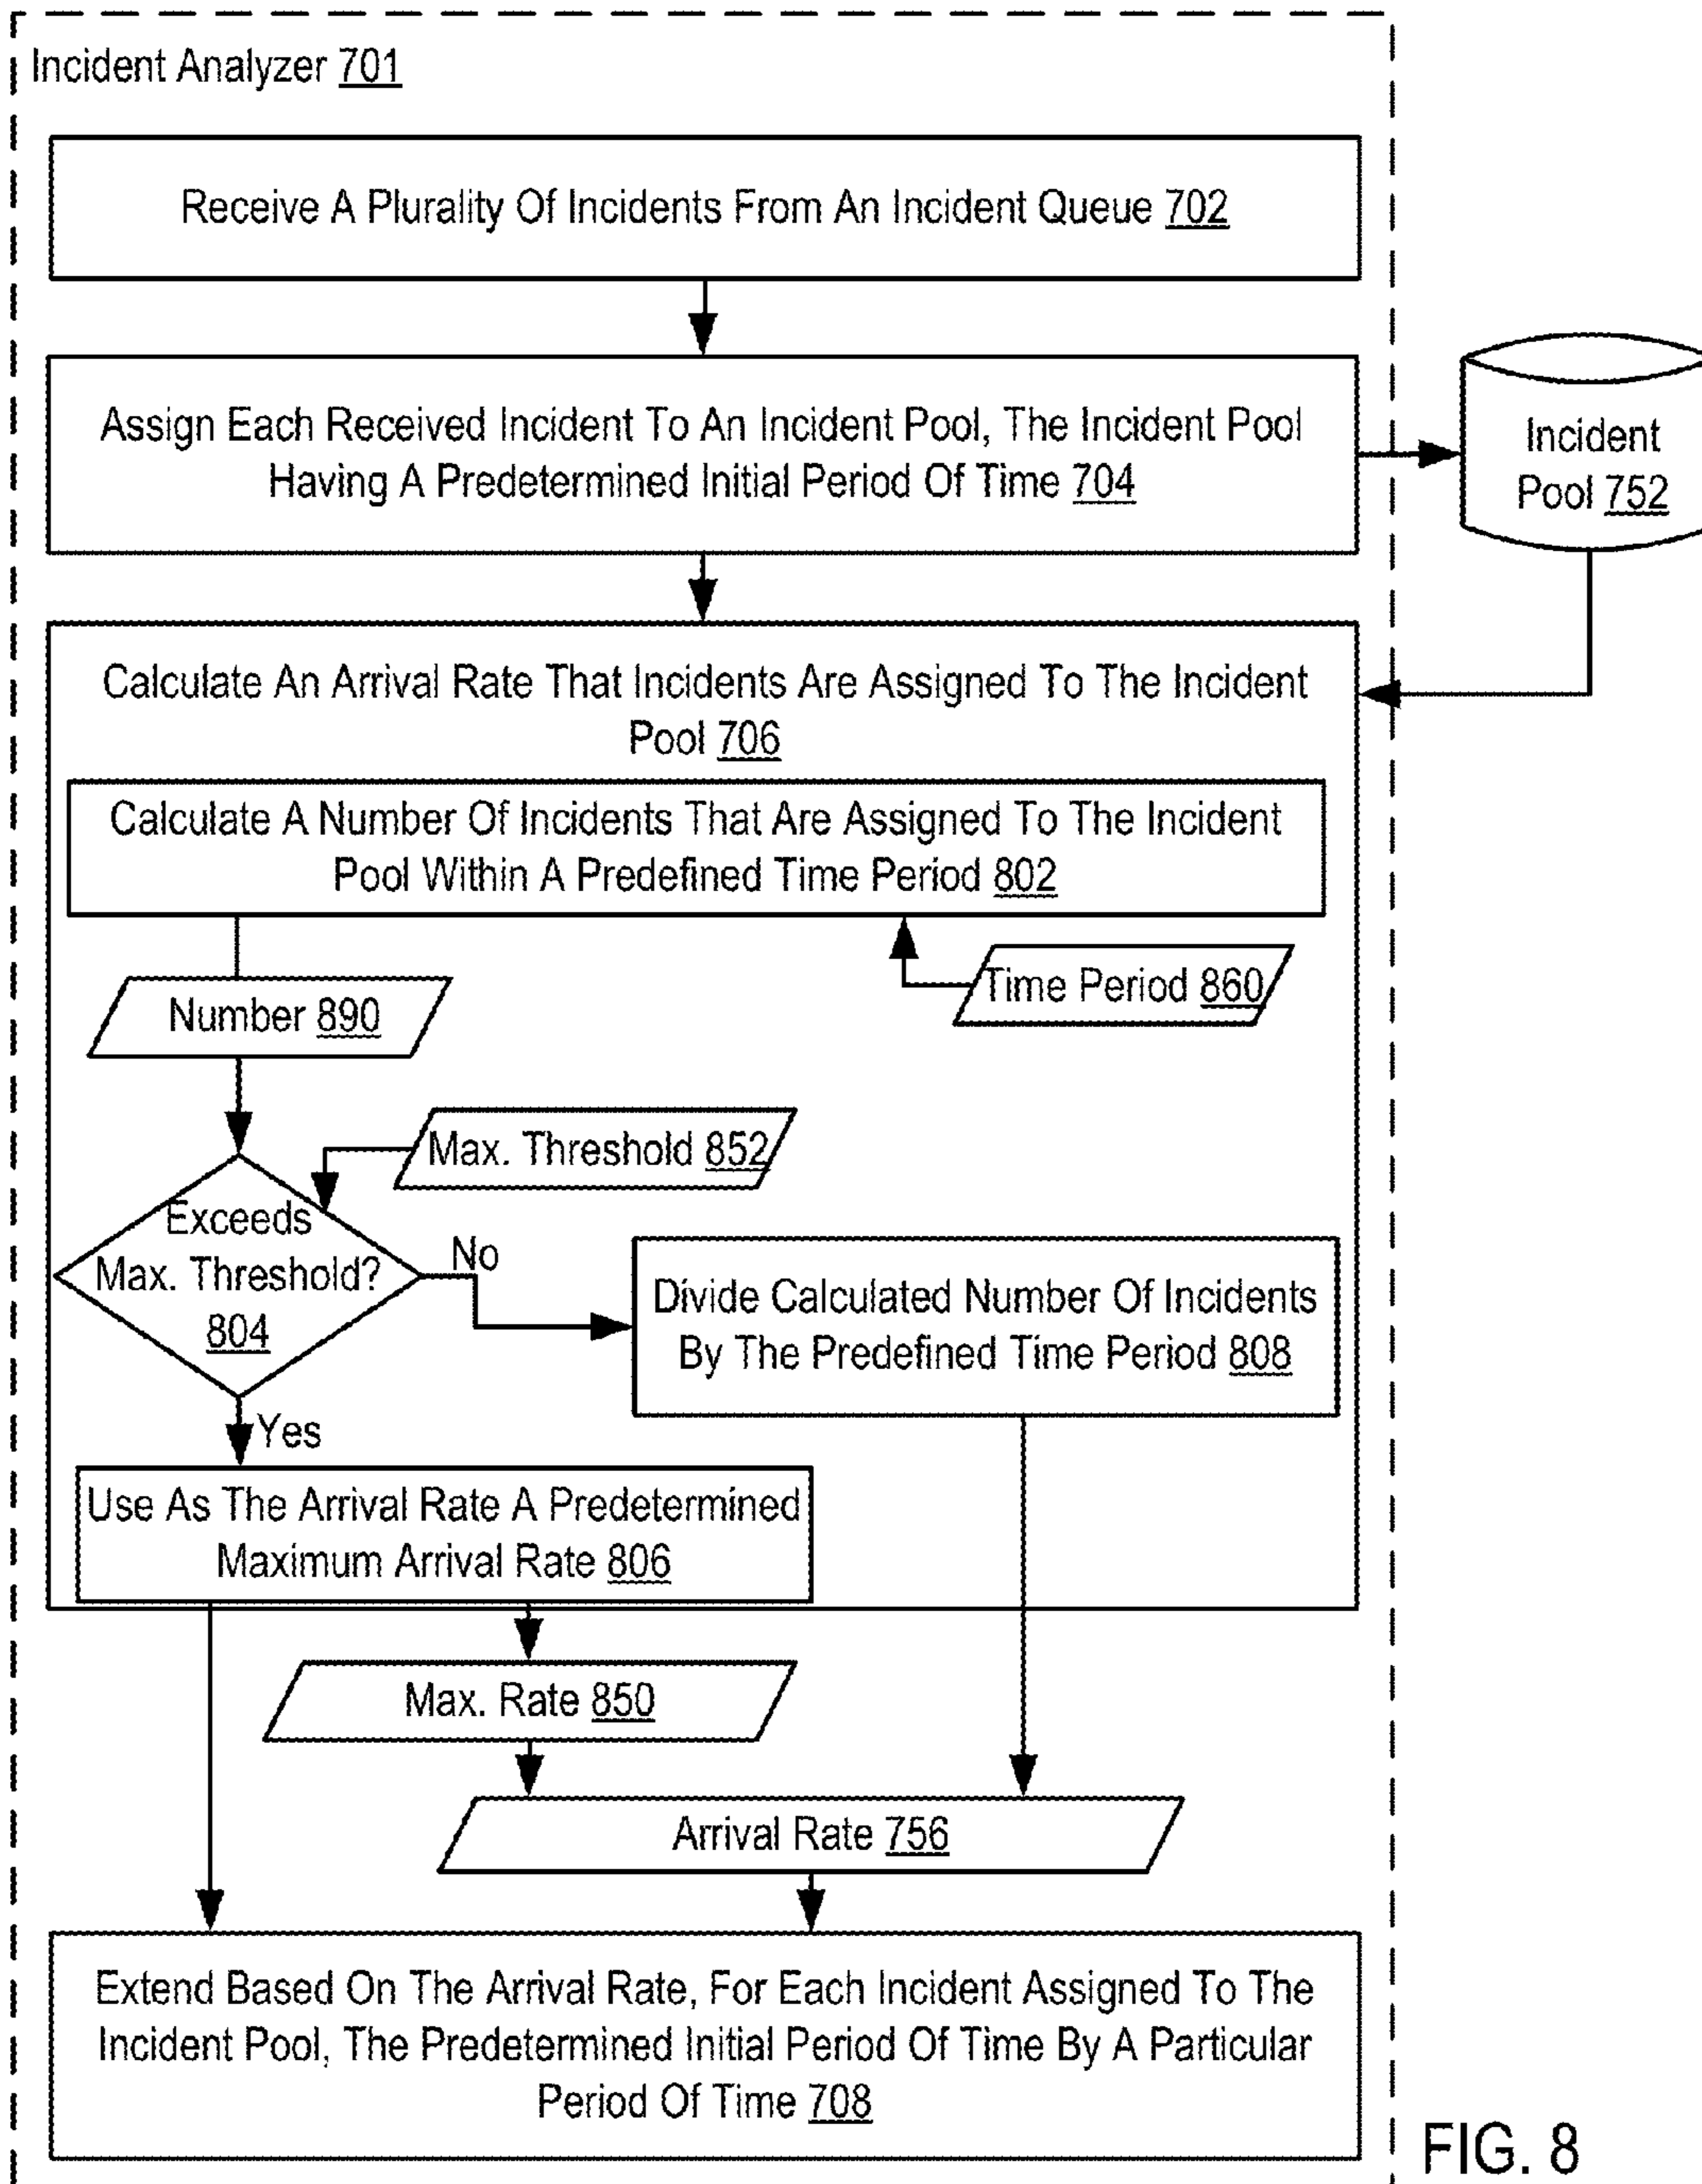 Incident Analyzer 701
Receive A Plurality Of Incidents From An Incident Queue 702
Assign Each Received Incident To An Incident Pool, The Incident Pool
Having A Predetermined Initial Period Of Time 704
Incident
Pool 752
Calculate An Arrival Rate That Incidents Are Assigned To The Incident
Pool 706
Calculate A Number Of Incidents That Are Assigned To The Incident
Pool Within A Predefined Time Period 802
Time Period 860
Number 890
Max. Threshold 852
Exceeds
Max. Threshold?
804
No
Divide Calculated Number Of Incidents
By The Predefined Time Period 808
Yes
Use As The Arrival Rate A Predetermined
Maximum Arrival Rate 806
Max. Rate 850
Arrival Rate 756
Extend Based On The Arrival Rate, For Each Incident Assigned To The
Incident Pool, The Predetermined Initial Period Of Time By A Particular
Period Of Time 708
FIG. 8